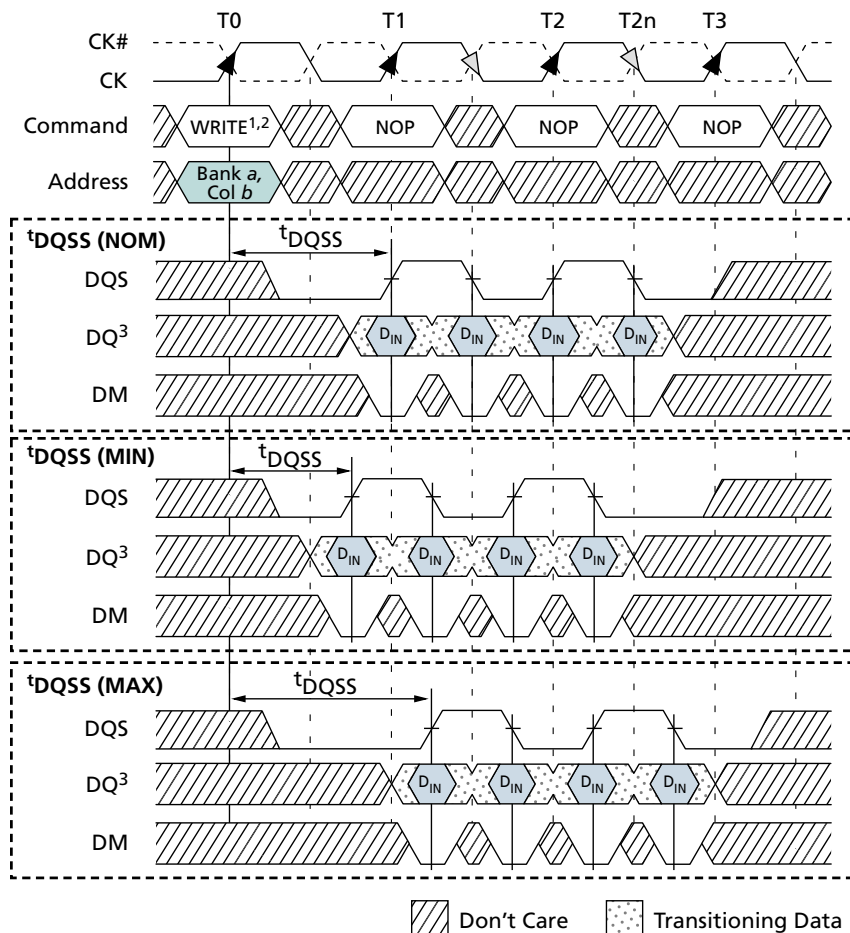 T0 T1 T2 T2n T3
CK#
CK
Command WRITE1,2 NOP NOP NOP
Address Bank a,
Col b
tDQSS (NOM) tDQSS
DQS
DQ3 DIN DIN DIN DIN
DM
tDQSS (MIN) tDQSS
DQS
DQ3 DIN DIN DIN DIN
DM
tDQSS (MAX) tDQSS
DQS
DQ3 DIN DIN DIN DIN
DM
Don't Care Transitioning Data